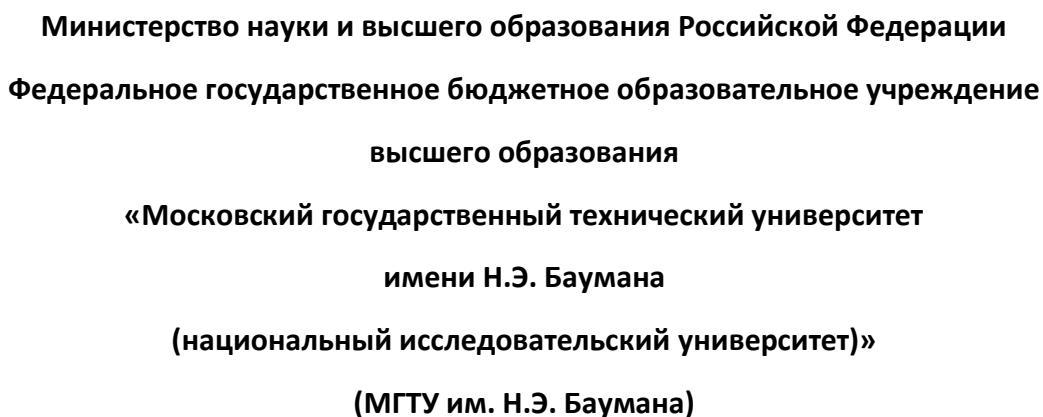 Министерство науки и высшего образования Российской Федерации
Федеральное государственное бюджетное образовательное учреждение
высшего образования
«Московский государственный технический университет
имени Н.Э. Баумана
(национальный исследовательский университет)»
(МГТУ им. Н.Э. Баумана)